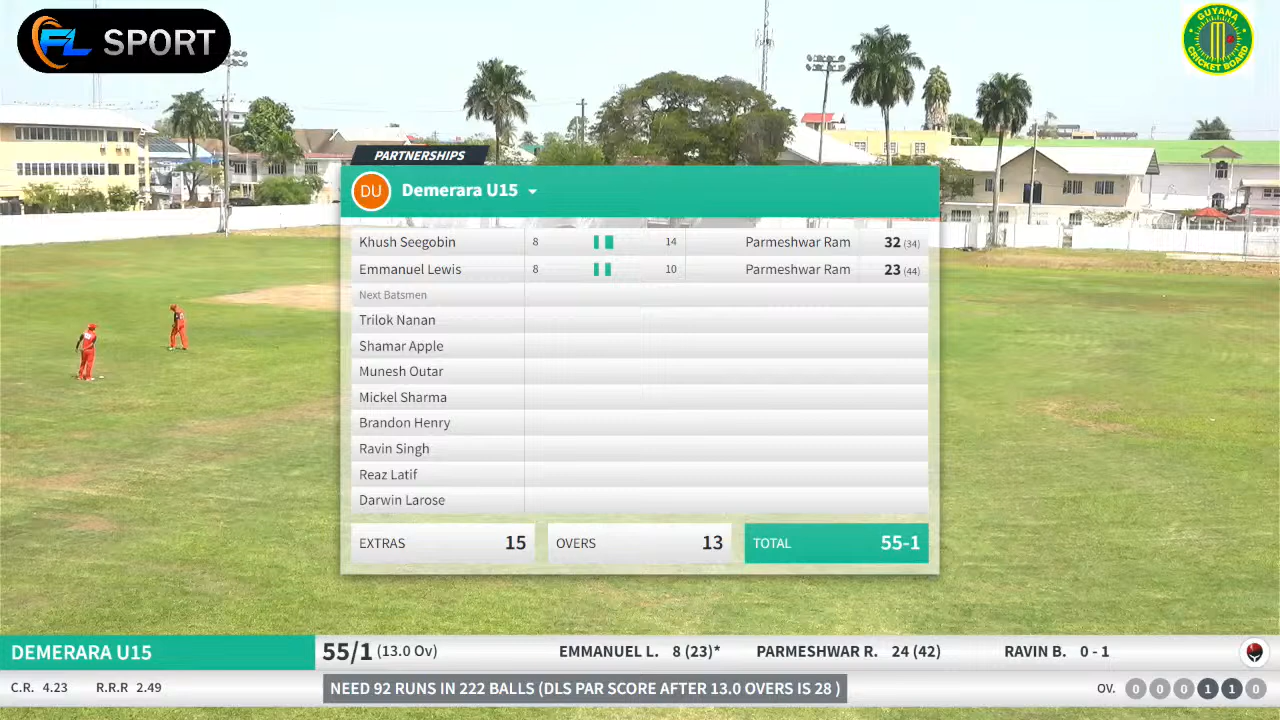 FL SPORT
GUYANA
CRICKET BOARD
PARTNERSHIPS
DU Demerara U15
Khush Seegobin 8 14 Parmeshwar Ram 32 (34)
Emmanuel Lewis 8 10 Parmeshwar Ram 23 (44)
Next Batsmen
Trilok Nanan
Shamar Apple
Munesh Outar
Mickel Sharma
Brandon Henry
Ravin Singh
Reaz Latif
Darwin Larose
EXTRAS 15 OVERS 13 TOTAL 55-1
DEMERARA U15 55/1 (13.0 Ov) EMMANUEL L. 8 (23)* PARMESHWAR R. 24 (42) RAVIN B. 0 - 1
C.R. 4.23 R.R.R 2.49 NEED 92 RUNS IN 222 BALLS (DLS PAR SCORE AFTER 13.0 OVERS IS 28 ) OV. 0 0 0 1 1 0